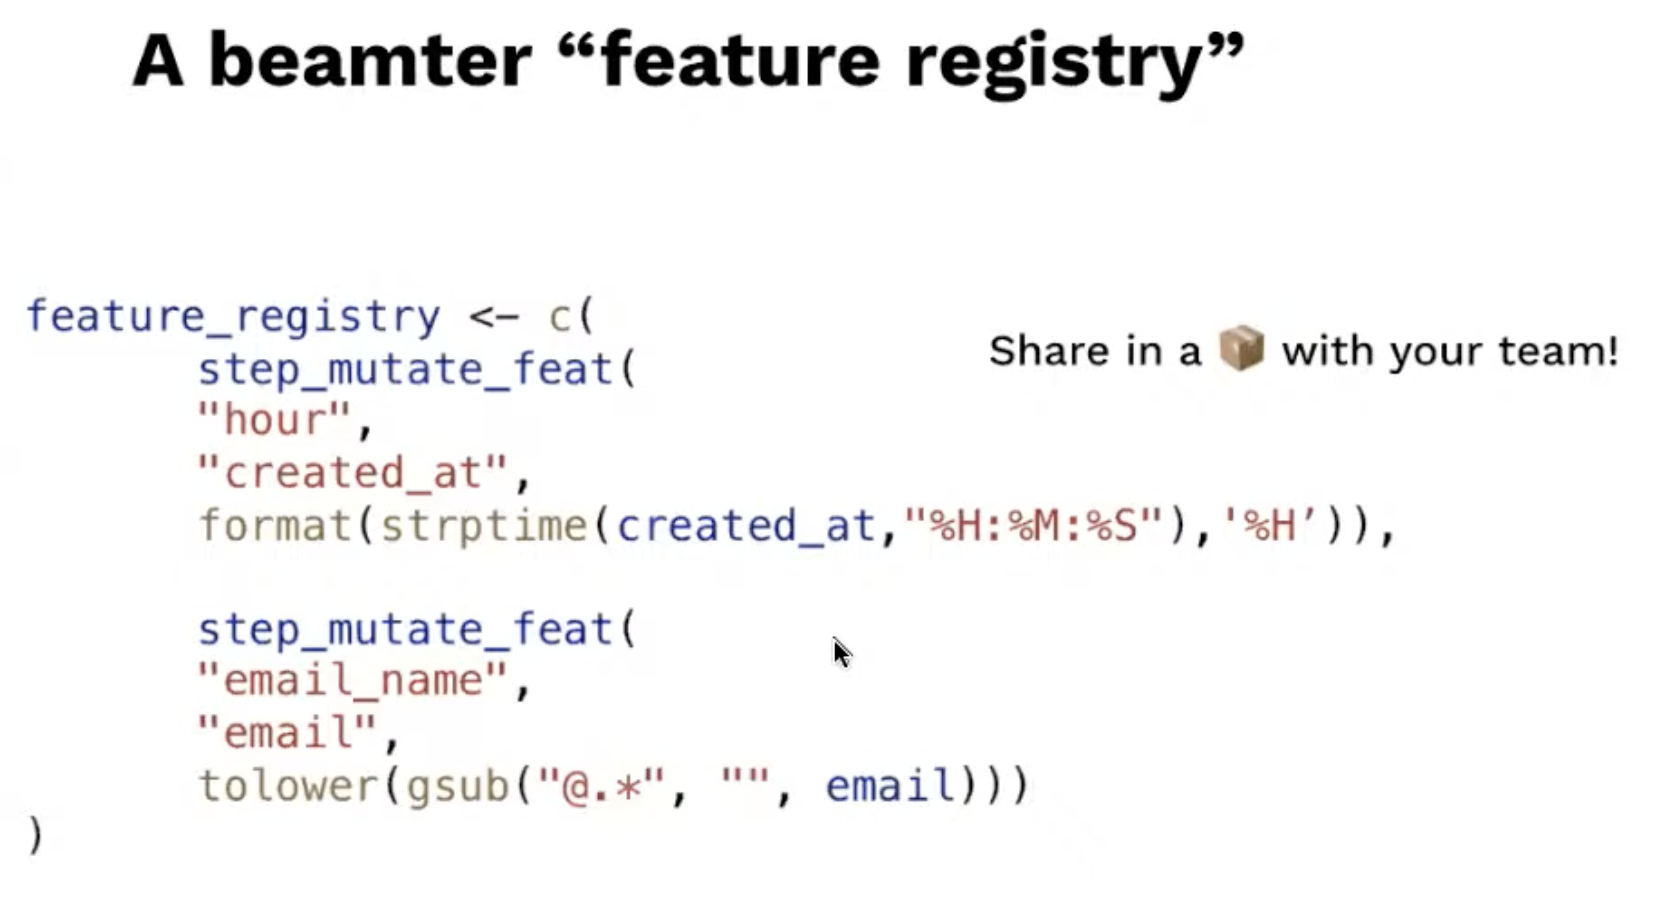 A beamter “feature registry”
feature_registry <- c(
Share in a 📦 with your team!
step_mutate_feat(
"hour",
"created_at",
format(strptime(created_at,"%H:%M:%S"),'%H’)),
step_mutate_feat(
"email_name",
"email",
tolower(gsub("@.*", "", email)))
)